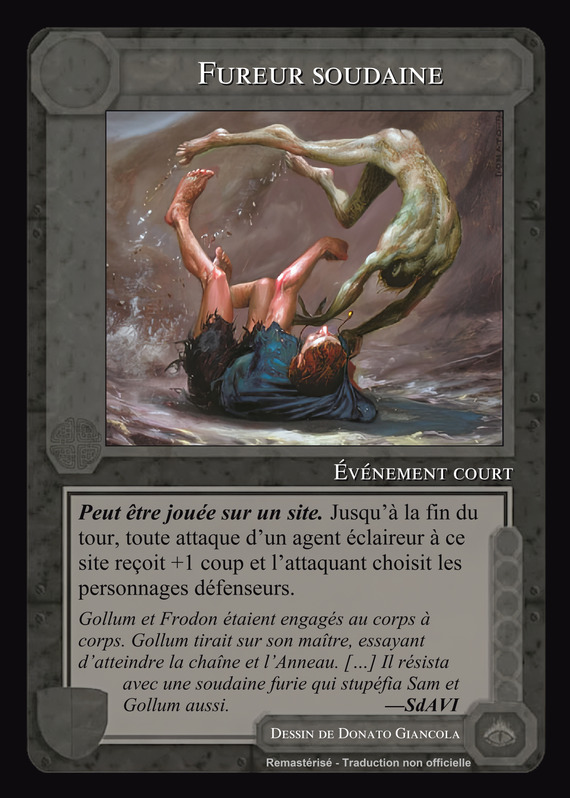 Fureur soudaine
DONATO
Événement court
Peut être jouée sur un site. Jusqu'à la fin du
tour, toute attaque d'un agent éclaireur à ce
site reçoit +1 coup et l'attaquant choisit les
personnages défenseurs.
Gollum et Frodon étaient engagés au corps à
corps. Gollum tirait sur son maître, essayant
d'atteindre la chaîne et l'Anneau. […] Il résista
avec une soudaine furie qui stupéfia Sam et
Gollum aussi. —SdAVI
Dessin de Donato Giancola
Remastérisé - Traduction non officielle